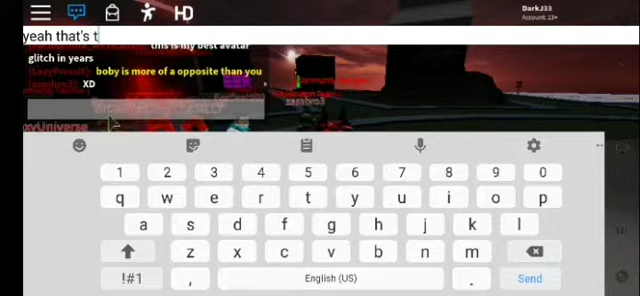 HD
DarkJ33
Account: 13+
yeah that's t
this is my best avatar
glitch in years
boby is more of a opposite than you
XD
1 2 3 4 5 6 7 8 9 0
q w e r t y u i o p
a s d f g h j k l
z x c v b n m
!#1 , English (US) . Send